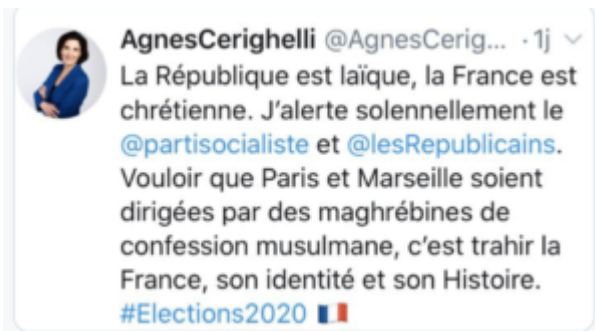 AgnesCerighelli @AgnesCerig... · 1j
La République est laïque, la France est
chrétienne. J'alerte solennellement le
@partisocialiste et @lesRepublicains.
Vouloir que Paris et Marseille soient
dirigées par des maghrébines de
confession musulmane, c'est trahir la
France, son identité et son Histoire.
#Elections2020 🇫🇷